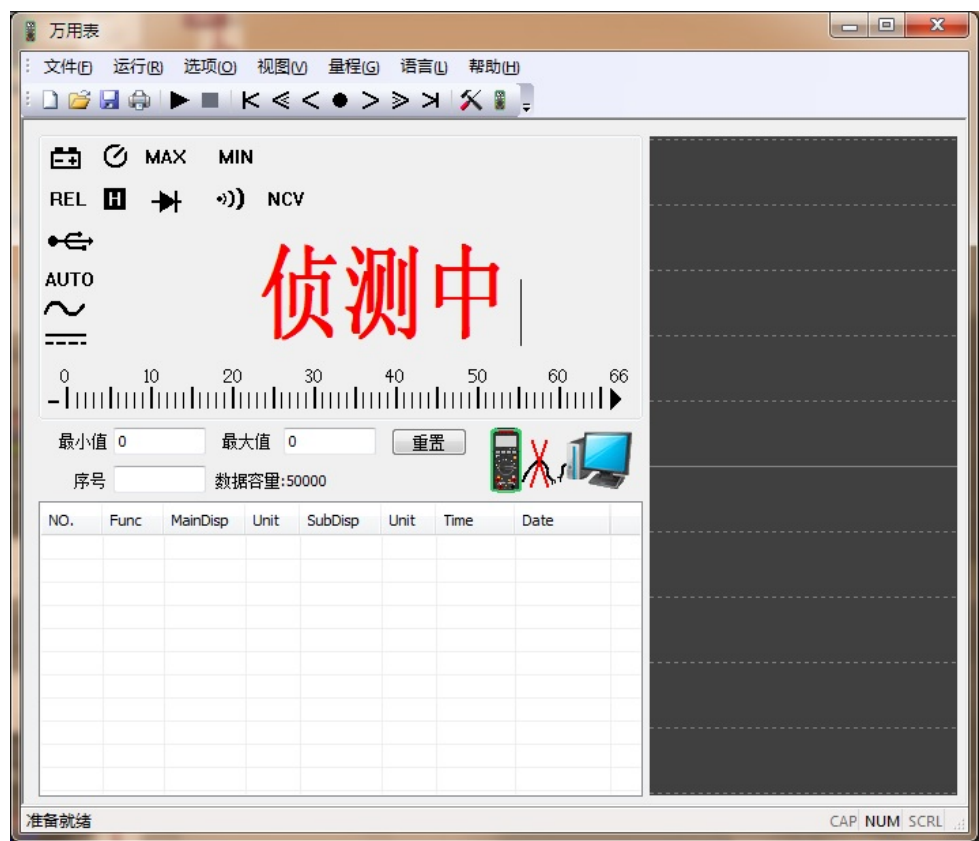 万用表
文件(F) 运行(R) 选项(O) 视图(V) 量程(G) 语言(L) 帮助(H)
MAX MIN
REL H NCV
AUTO
侦测中
0 10 20 30 40 50 60 66
最小值 0 最大值 0 重置
序号 数据容量:50000
NO. Func MainDisp Unit SubDisp Unit Time Date
准备就绪 CAP NUM SCRL